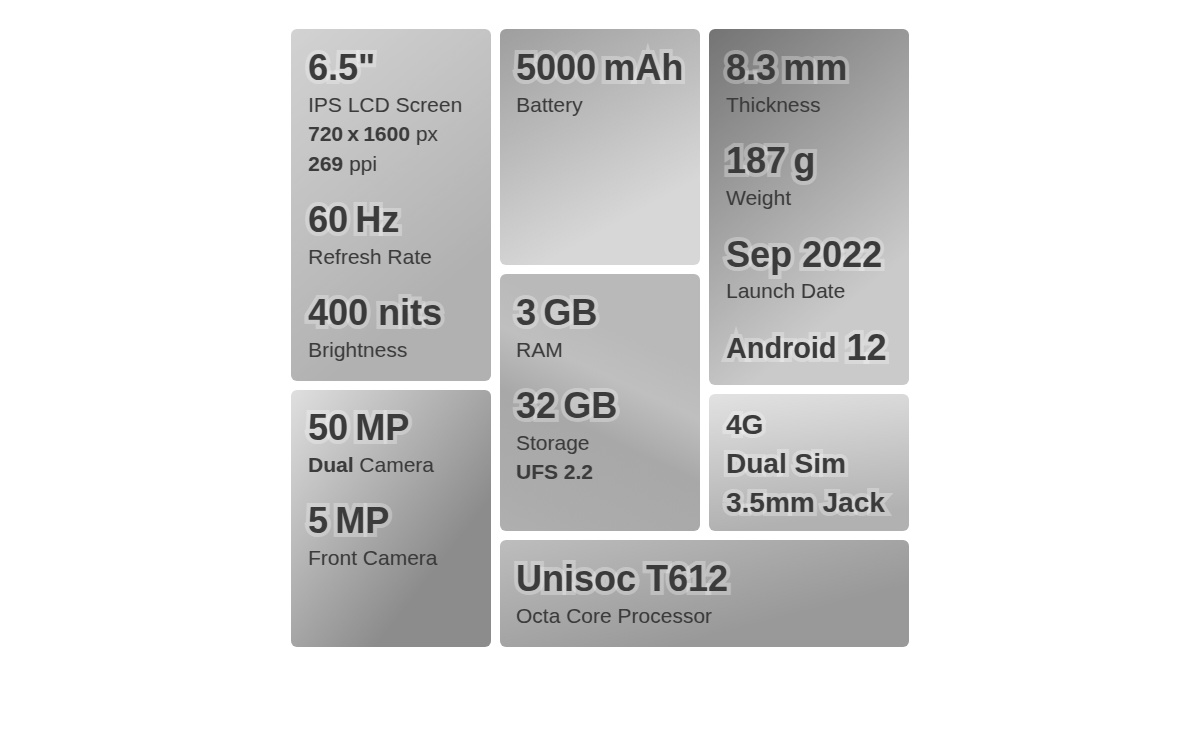 6.5"
IPS LCD Screen
720 x 1600 px
269 ppi
60 Hz
Refresh Rate
400 nits
Brightness
50 MP
Dual Camera
5 MP
Front Camera
5000 mAh
Battery
3 GB
RAM
32 GB
Storage
UFS 2.2
8.3 mm
Thickness
187 g
Weight
Sep 2022
Launch Date
Android 12
4G
Dual Sim
3.5mm Jack
Unisoc T612
Octa Core Processor